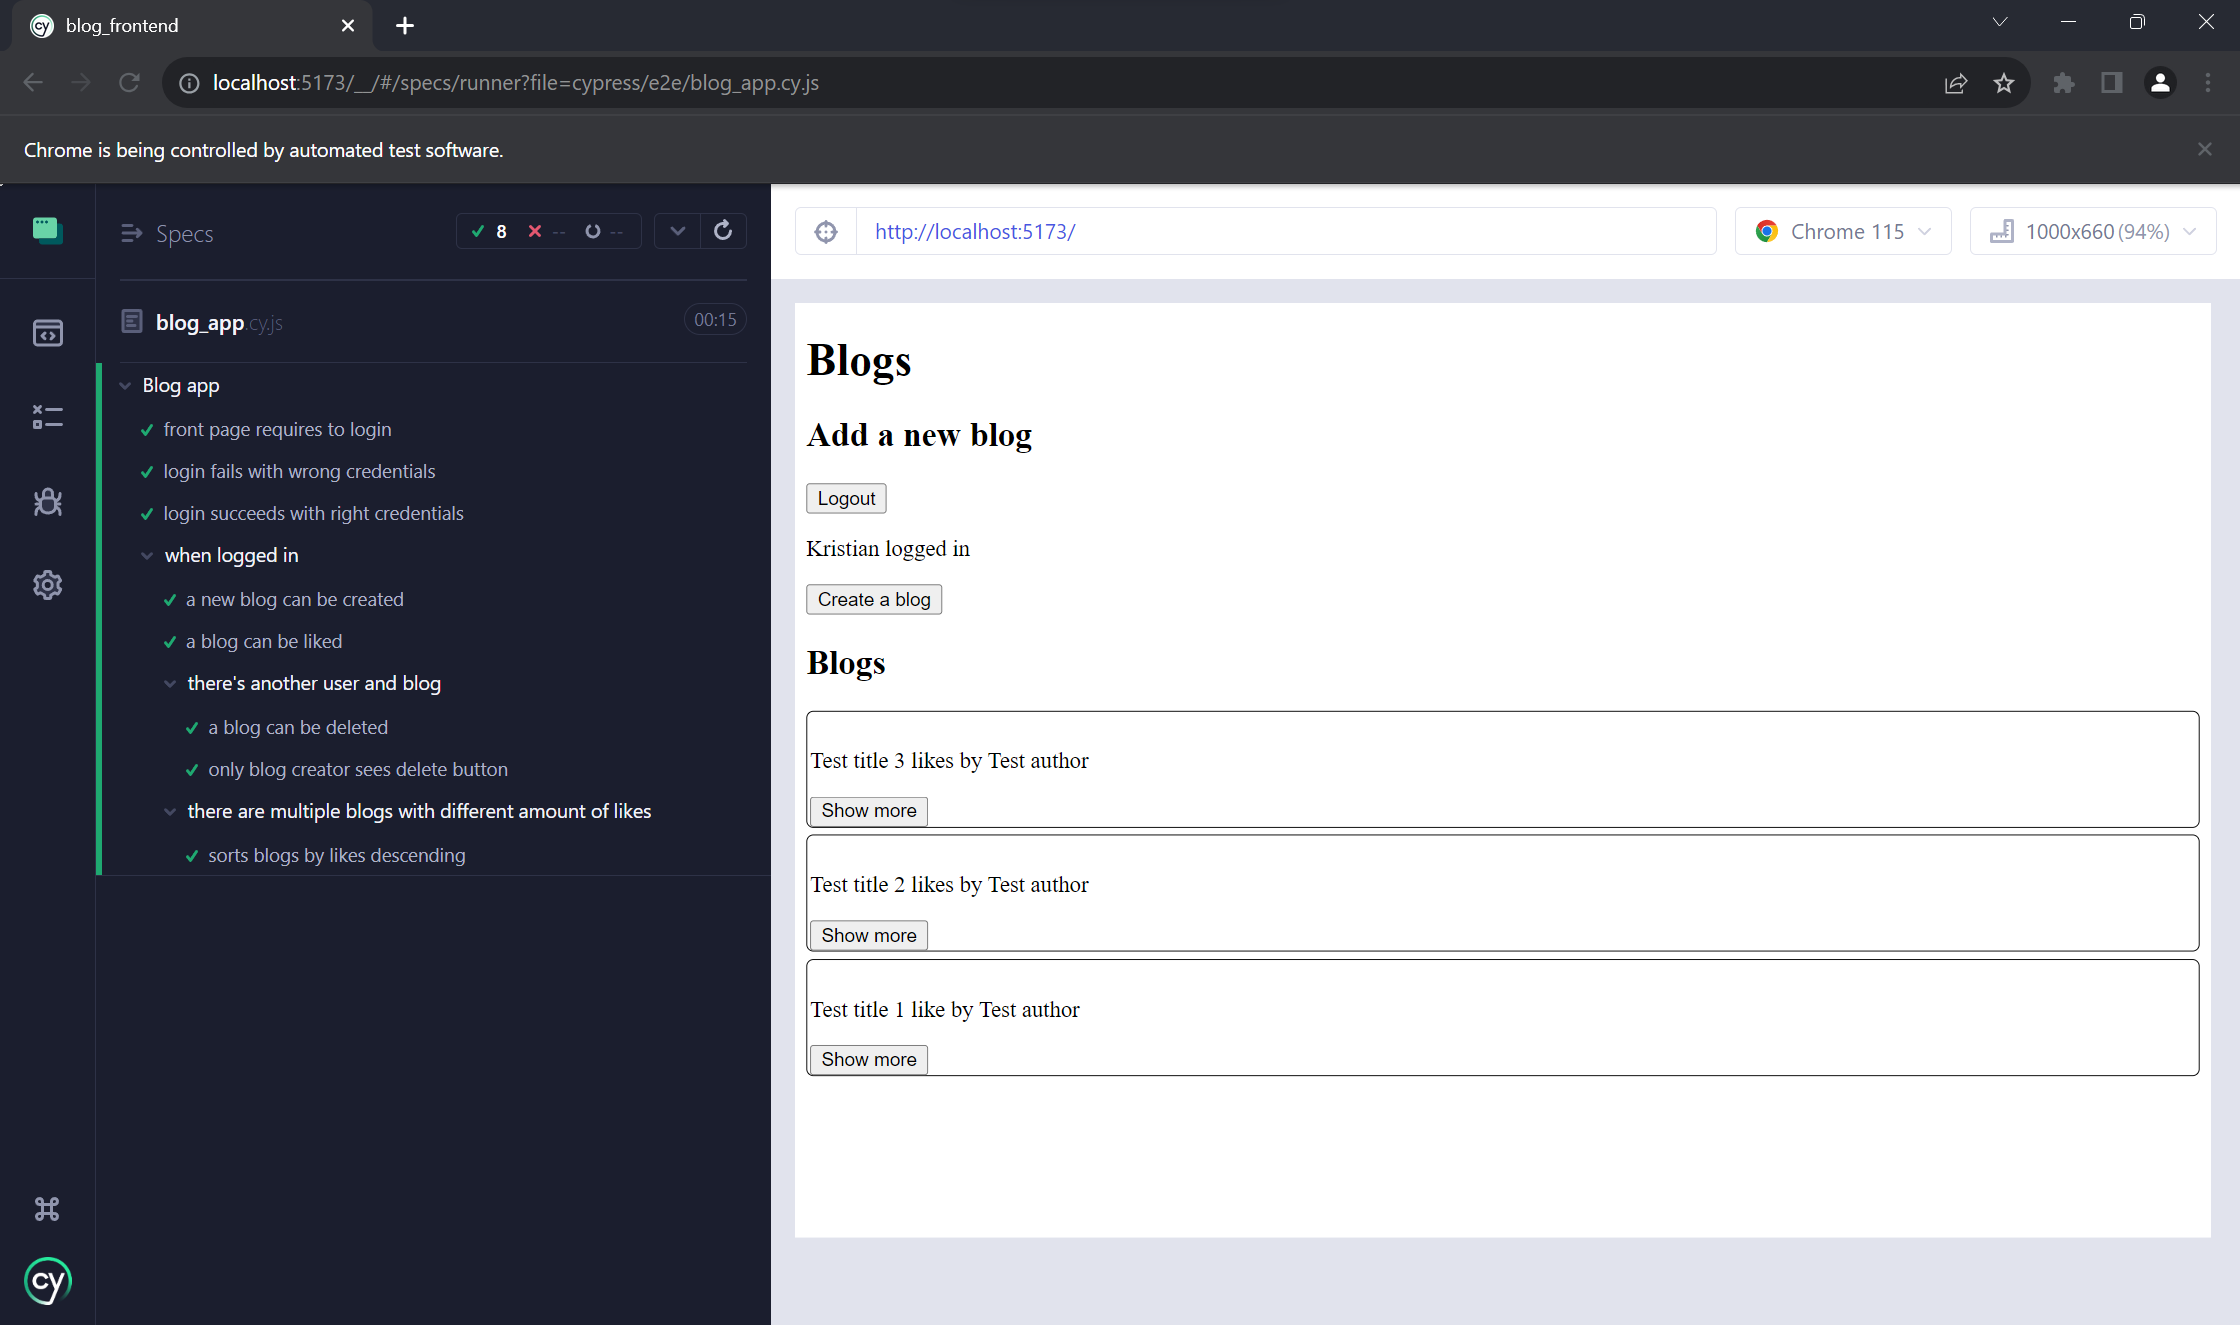 cy blog_frontend
localhost:5173/__/#/specs/runner?file=cypress/e2e/blog_app.cy.js
Chrome is being controlled by automated test software.
Specs
8 -- --
http://localhost:5173/
Chrome 115
1000x660 (94%)
blog_app.cy.js
00:15
Blog app
front page requires to login
login fails with wrong credentials
login succeeds with right credentials
when logged in
a new blog can be created
a blog can be liked
there's another user and blog
a blog can be deleted
only blog creator sees delete button
there are multiple blogs with different amount of likes
sorts blogs by likes descending
cy
Blogs
Add a new blog
Logout
Kristian logged in
Create a blog
Blogs
Test title 3 likes by Test author
Show more
Test title 2 likes by Test author
Show more
Test title 1 like by Test author
Show more